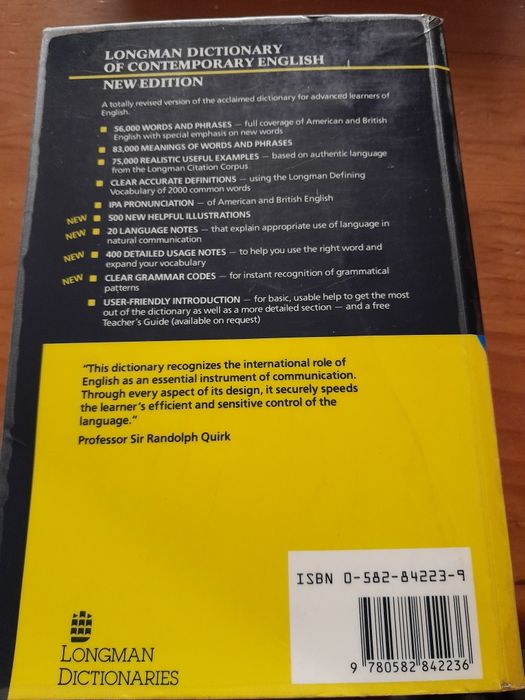 LONGMAN DICTIONARY
OF CONTEMPORARY ENGLISH
NEW EDITION
A totally revised version of the acclaimed dictionary for advanced learners of
English.
56,000 WORDS AND PHRASES — full coverage of American and British
English with special emphasis on new words
83,000 MEANINGS OF WORDS AND PHRASES
75,000 REALISTIC USEFUL EXAMPLES — based on authentic language
from the Longman Citation Corpus
CLEAR ACCURATE DEFINITIONS — using the Longman Defining
Vocabulary of 2000 common words
IPA PRONUNCIATION — of American and British English
NEW 500 NEW HELPFUL ILLUSTRATIONS
NEW 20 LANGUAGE NOTES — that explain appropriate use of language in
natural communication
NEW 400 DETAILED USAGE NOTES — to help you use the right word and
expand your vocabulary
NEW CLEAR GRAMMAR CODES — for instant recognition of grammatical
patterns
USER-FRIENDLY INTRODUCTION — for basic, usable help to get the most
out of the dictionary as well as a more detailed section — and a free
Teacher's Guide (available on request)
"This dictionary recognizes the international role of
English as an essential instrument of communication.
Through every aspect of its design, it securely speeds
the learner's efficient and sensitive control of the
language."
Professor Sir Randolph Quirk
ISBN 0-582-84223-9
9 780582 842236
LONGMAN
DICTIONARIES